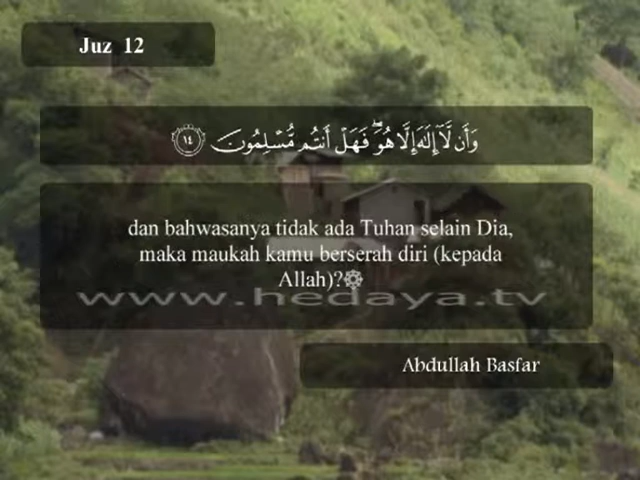 Juz 12
وَأَن لَّآ إِلَٰهَ إِلَّا هُوَ ۖ فَهَلْ أَنتُم مُّسْلِمُونَ ١٤
dan bahwasanya tidak ada Tuhan selain Dia,
maka maukah kamu berserah diri (kepada
Allah)?۞
www.hedaya.tv
Abdullah Basfar